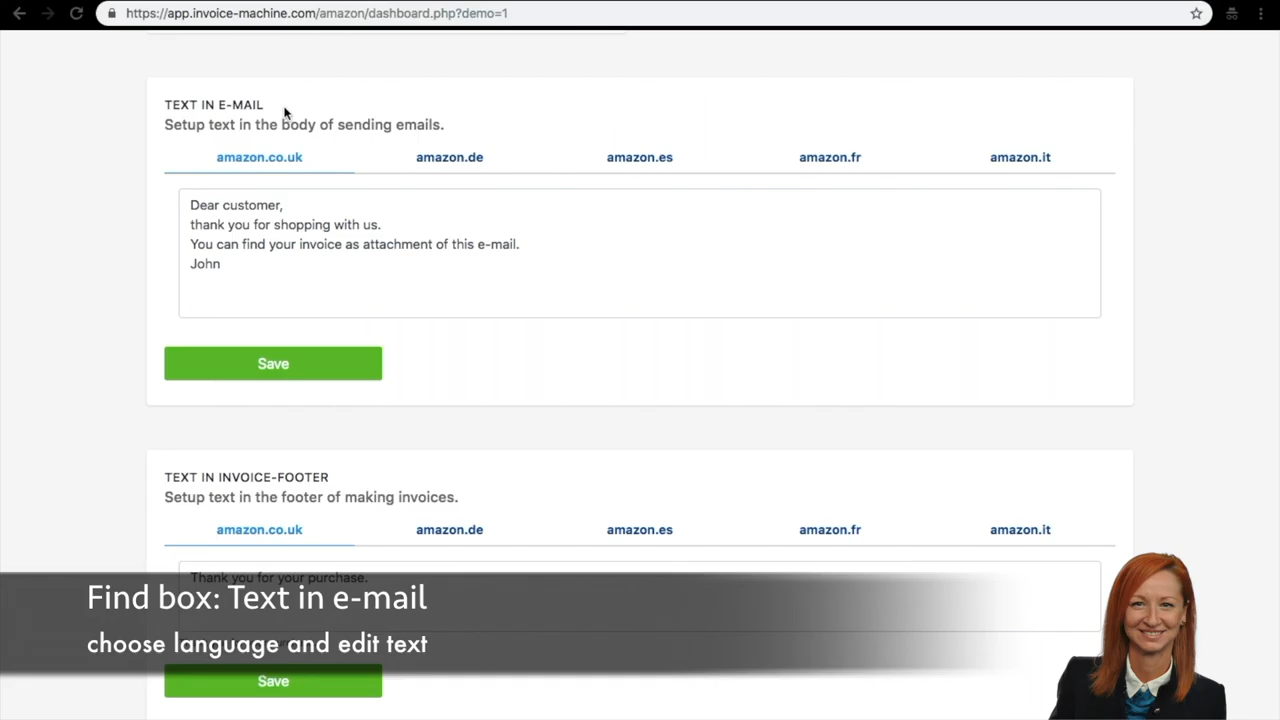 https://app.invoice-machine.com/amazon/dashboard.php?demo=1
TEXT IN E-MAIL
Setup text in the body of sending emails.
amazon.co.uk amazon.de amazon.es amazon.fr amazon.it
Dear customer,
thank you for shopping with us.
You can find your invoice as attachment of this e-mail.
John
Save
TEXT IN INVOICE-FOOTER
Setup text in the footer of making invoices.
amazon.co.uk amazon.de amazon.es amazon.fr amazon.it
Thank you for your purchase.
Find box: Text in e-mail
choose language and edit text
Save